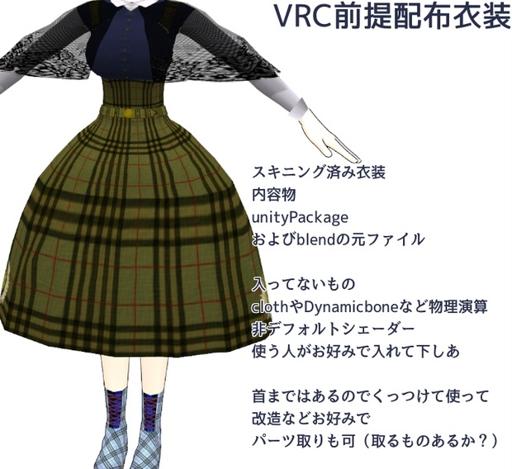 VRC前提配布衣装
スキニング済み衣装
内容物
unityPackage
およびblendの元ファイル
入ってないもの
clothやDynamicboneなど物理演算
非デフォルトシェーダー
使う人がお好みで入れて下しあ
首まではあるのでくっつけて使って
改造などお好みで
パーツ取りも可（取るものあるか？）